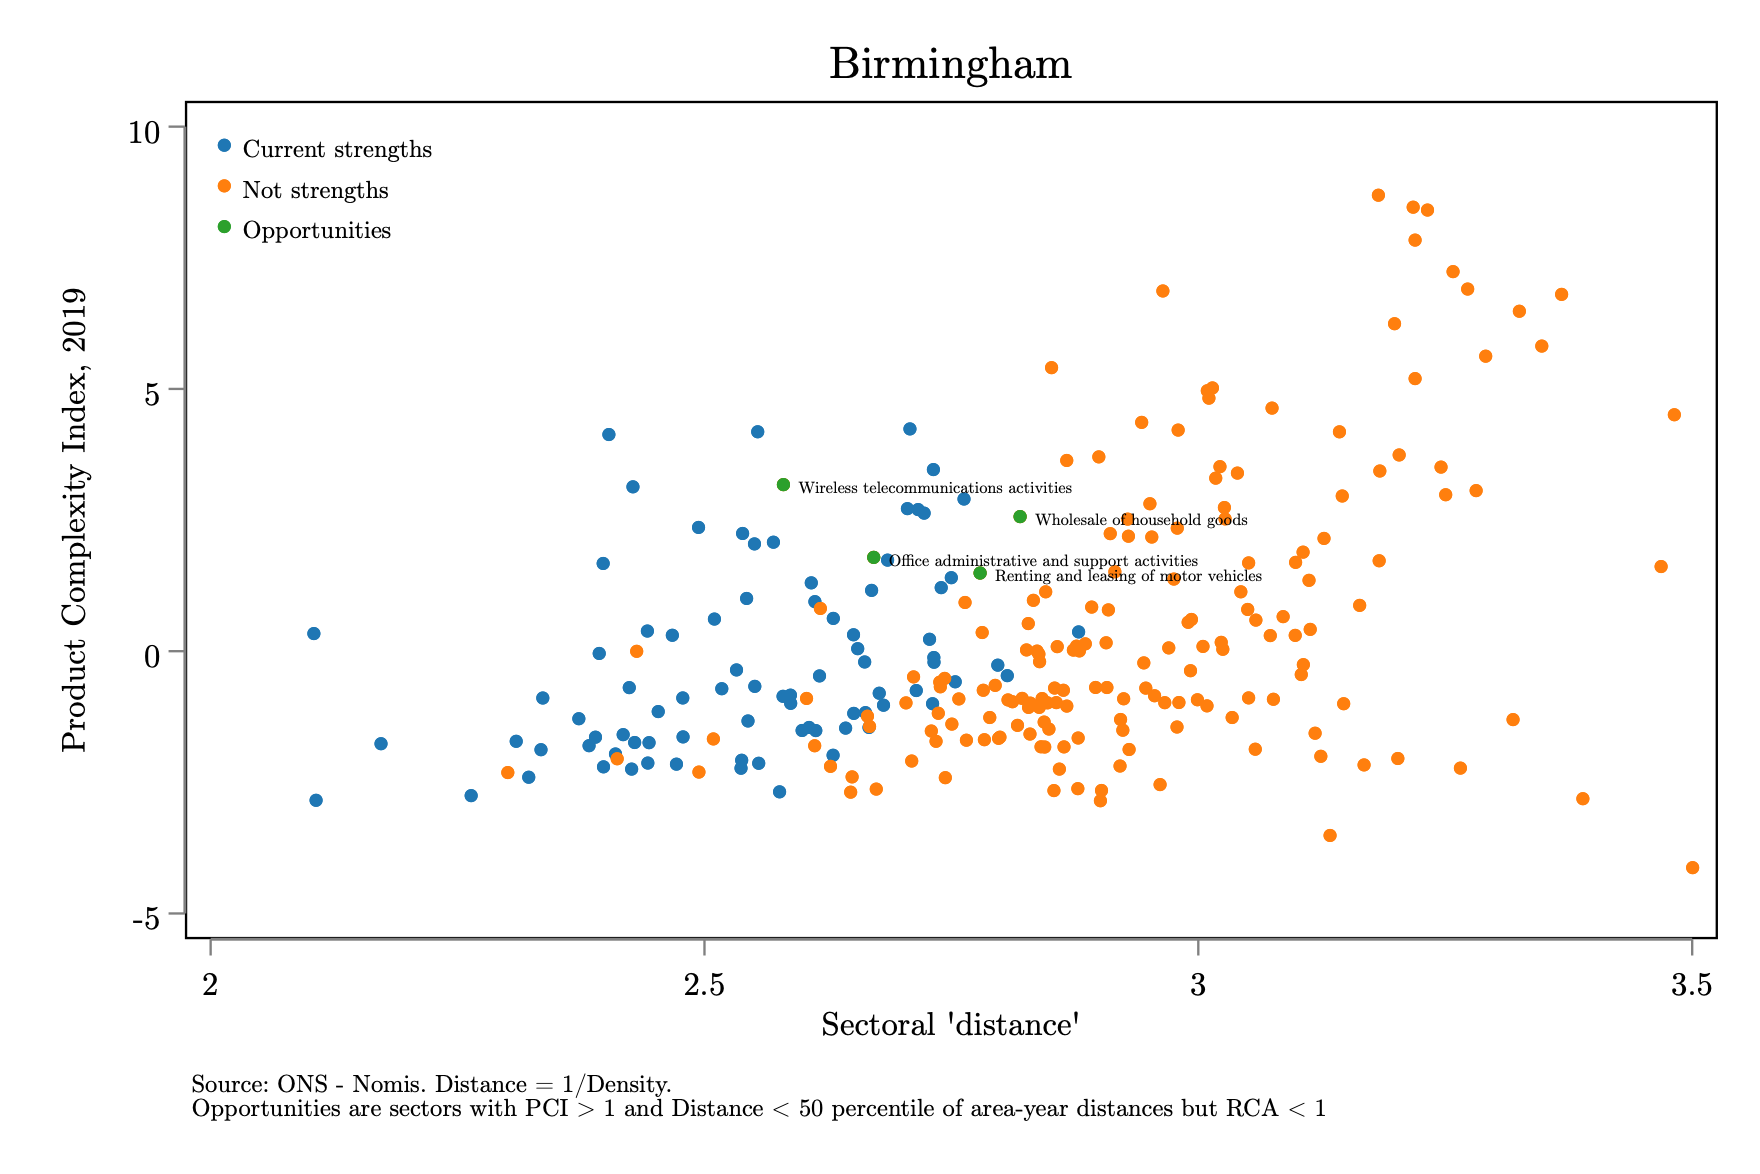 Birmingham
Current strengths
Not strengths
Opportunities
Product Complexity Index, 2019
10
5
0
-5
Wireless telecommunications activities
Wholesale of household goods
Office administrative and support activities
Renting and leasing of motor vehicles
2
2.5
3
3.5
Sectoral 'distance'
Source: ONS - Nomis. Distance = 1/Density.
Opportunities are sectors with PCI > 1 and Distance < 50 percentile of area-year distances but RCA < 1